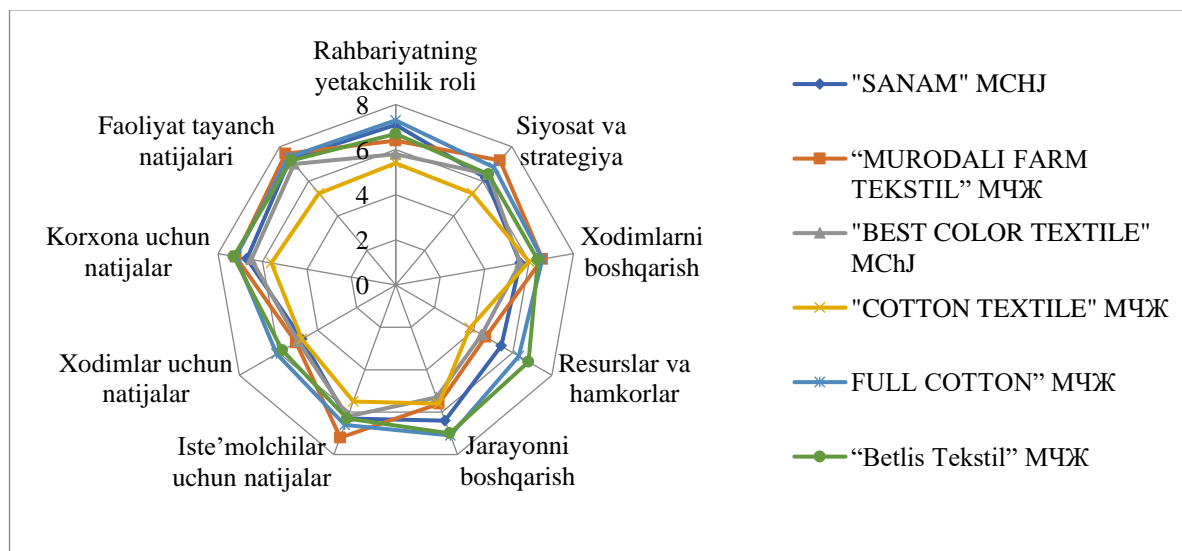 Rahbariyatning
yetakchilik roli
Siyosat va
strategiya
Xodimlarni
boshqarish
Resurslar va
hamkorlar
Jarayonni
boshqarish
Iste’molchilar
uchun natijalar
Xodimlar uchun
natijalar
Korxona uchun
natijalar
Faoliyat tayanch
natijalari
8
6
4
2
0
"SANAM" MCHJ
“MURODALI FARM
TEKSTIL” МЧЖ
"BEST COLOR TEXTILE"
MChJ
"COTTON TEXTILE" МЧЖ
FULL COTTON” МЧЖ
“Betlis Tekstil” МЧЖ